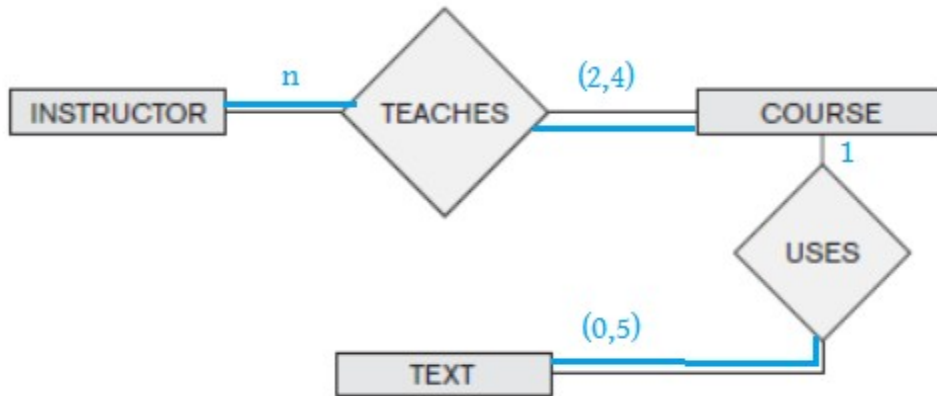 n
(2,4)
INSTRUCTOR
TEACHES
COURSE
1
USES
(0,5)
TEXT